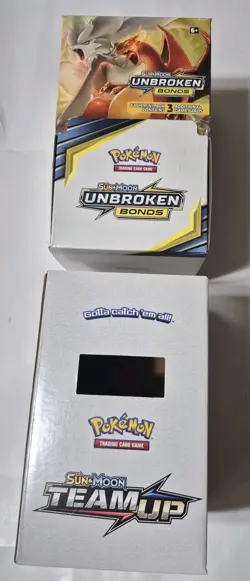 6+
SUN & MOON
UNBROKEN
BONDS
3
ADDITIONAL
Pokémon
TRADING CARD GAME
SUN & MOON
UNBROKEN
BONDS
Gotta catch 'em all!
Pokémon
TRADING CARD GAME
SUN & MOON
TEAM UP